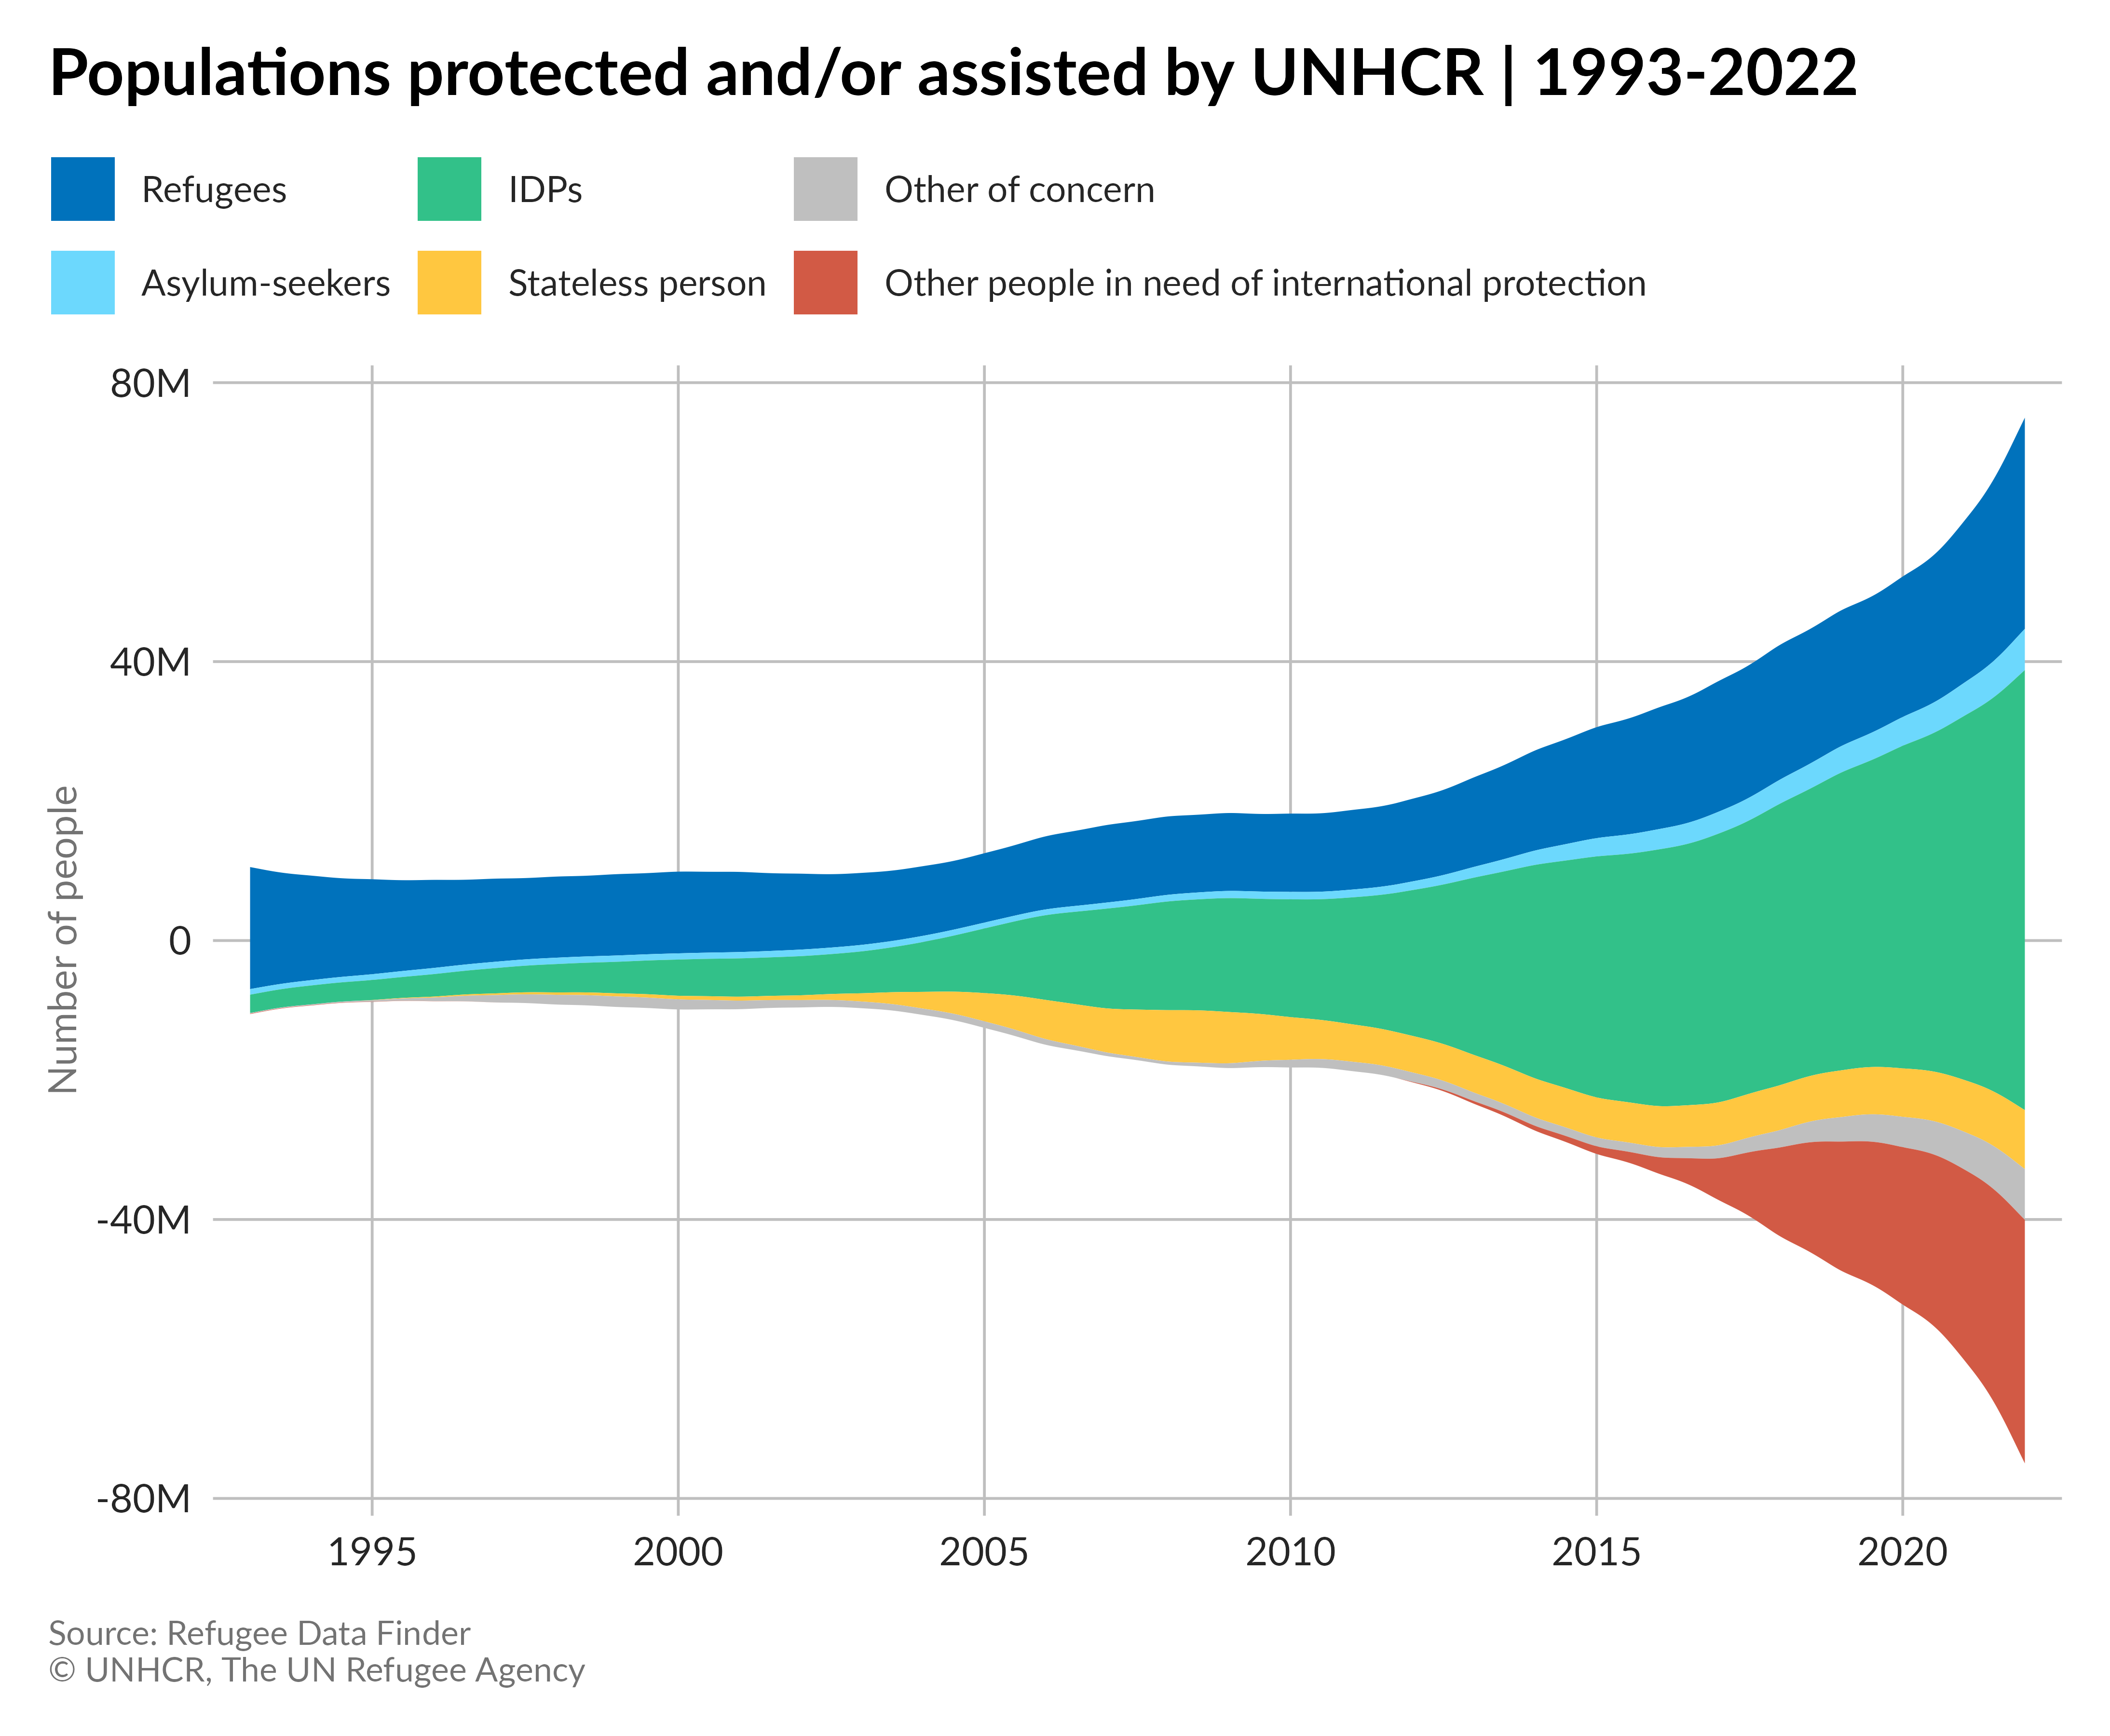 Populations protected and/or assisted by UNHCR | 1993-2022
Refugees
IDPs
Other of concern
Asylum-seekers
Stateless person
Other people in need of international protection
80M
40M
0
-40M
-80M
Number of people
1995
2000
2005
2010
2015
2020
Source: Refugee Data Finder
© UNHCR, The UN Refugee Agency